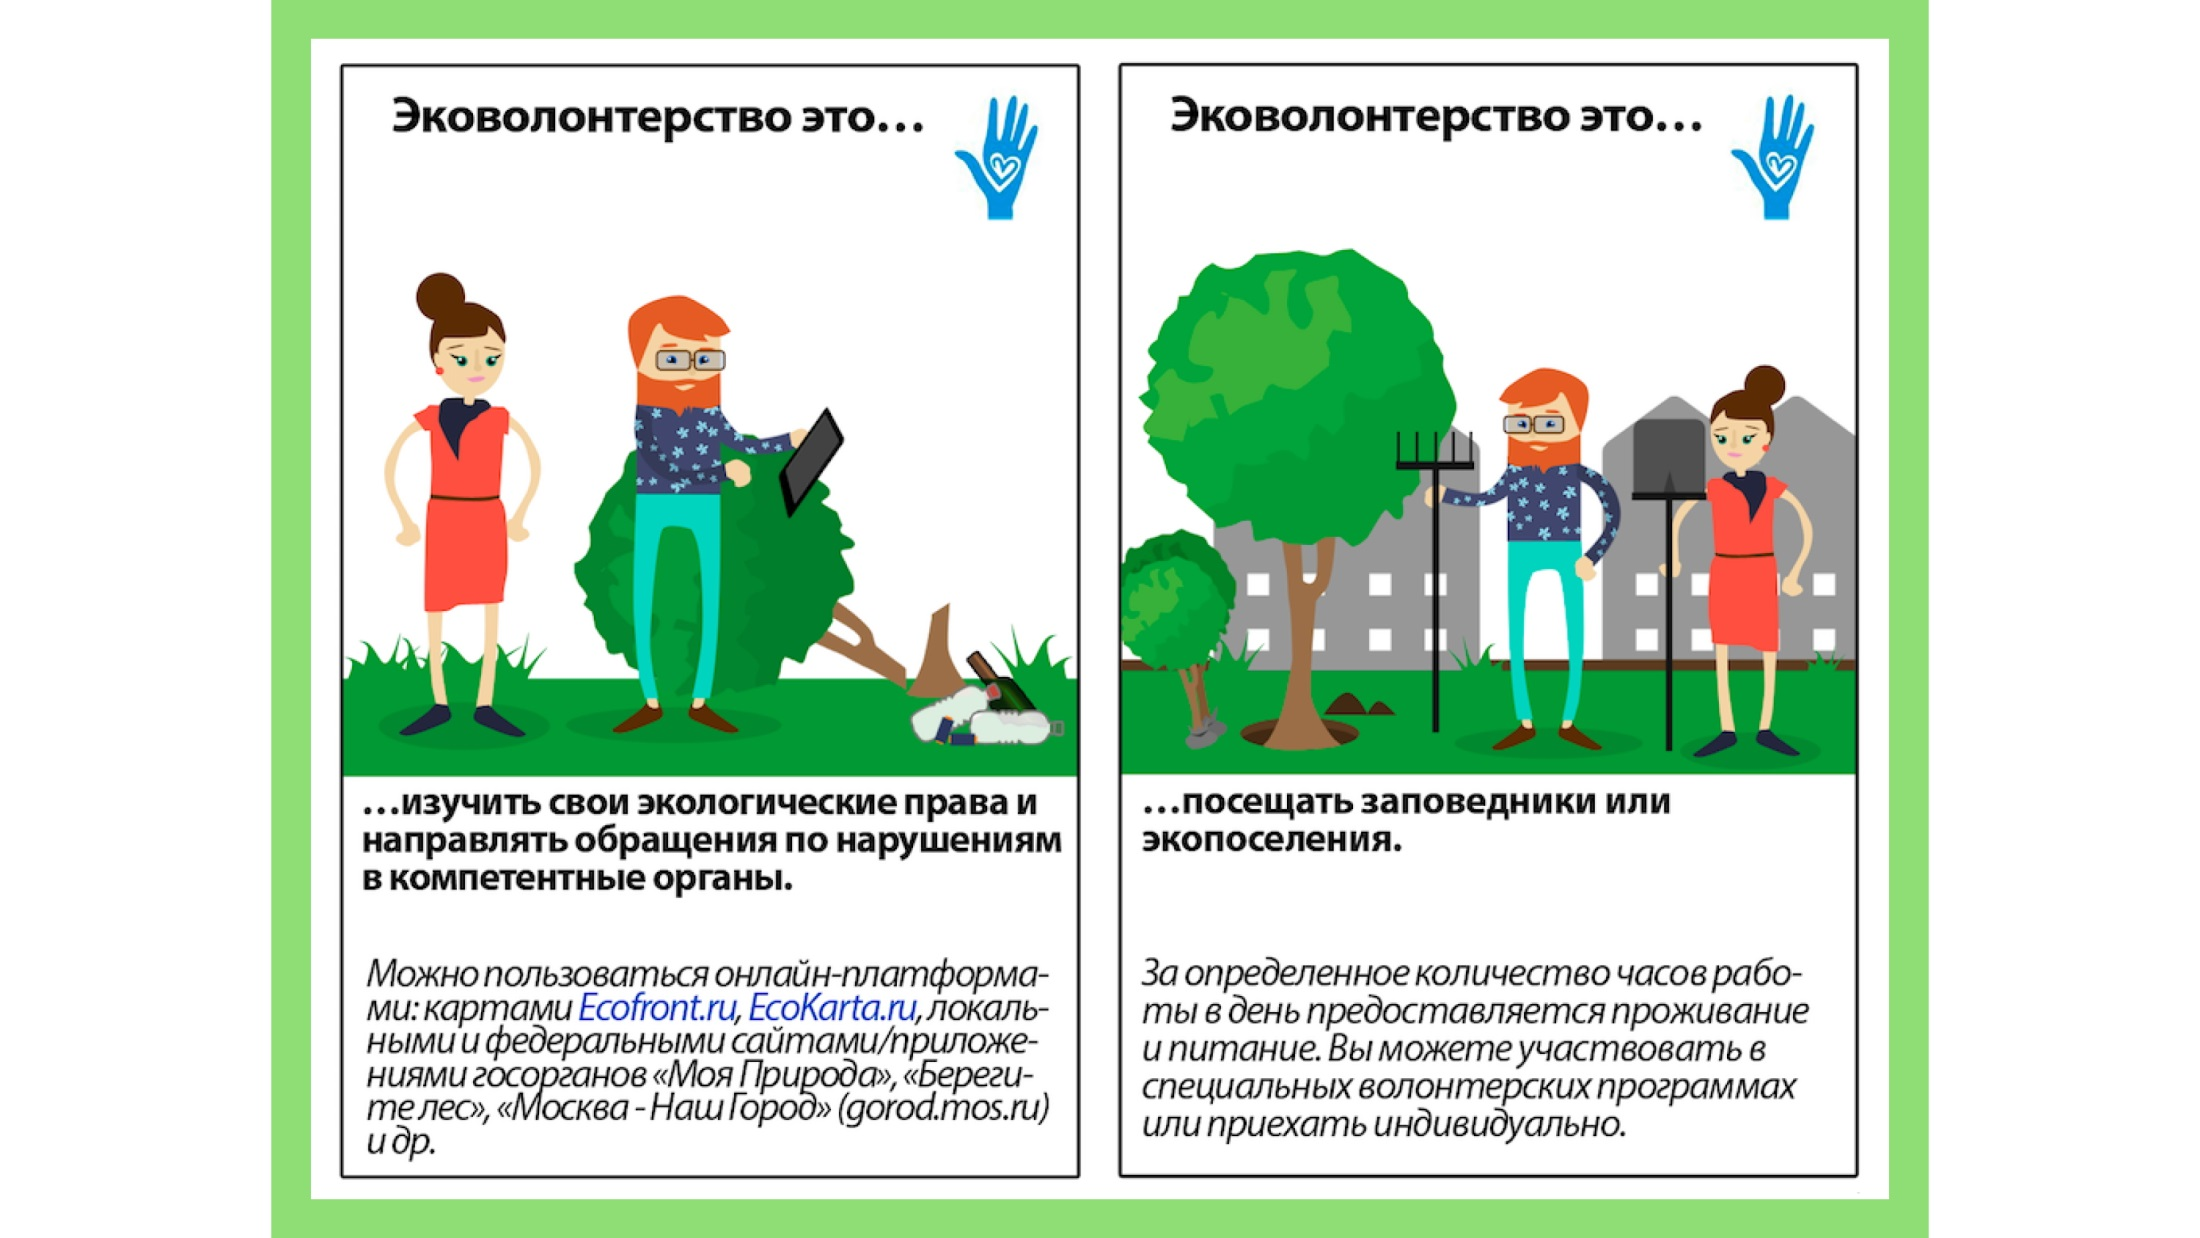 Эковолонтерство это...
...изучить свои экологические права и
направлять обращения по нарушениям
в компетентные органы.
Можно пользоваться онлайн-платформа-
ми: картами Ecofront.ru, EcoKarta.ru, локаль-
ными и федеральными сайтами/приложе-
ниями госорганов «Моя Природа», «Береги-
те лес», «Москва - Наш Город» (gorod.mos.ru)
и др.
Эковолонтерство это...
...посещать заповедники или
экопоселения.
За определенное количество часов рабо-
ты в день предоставляется проживание
и питание. Вы можете участвовать в
специальных волонтерских программах
или приехать индивидуально.